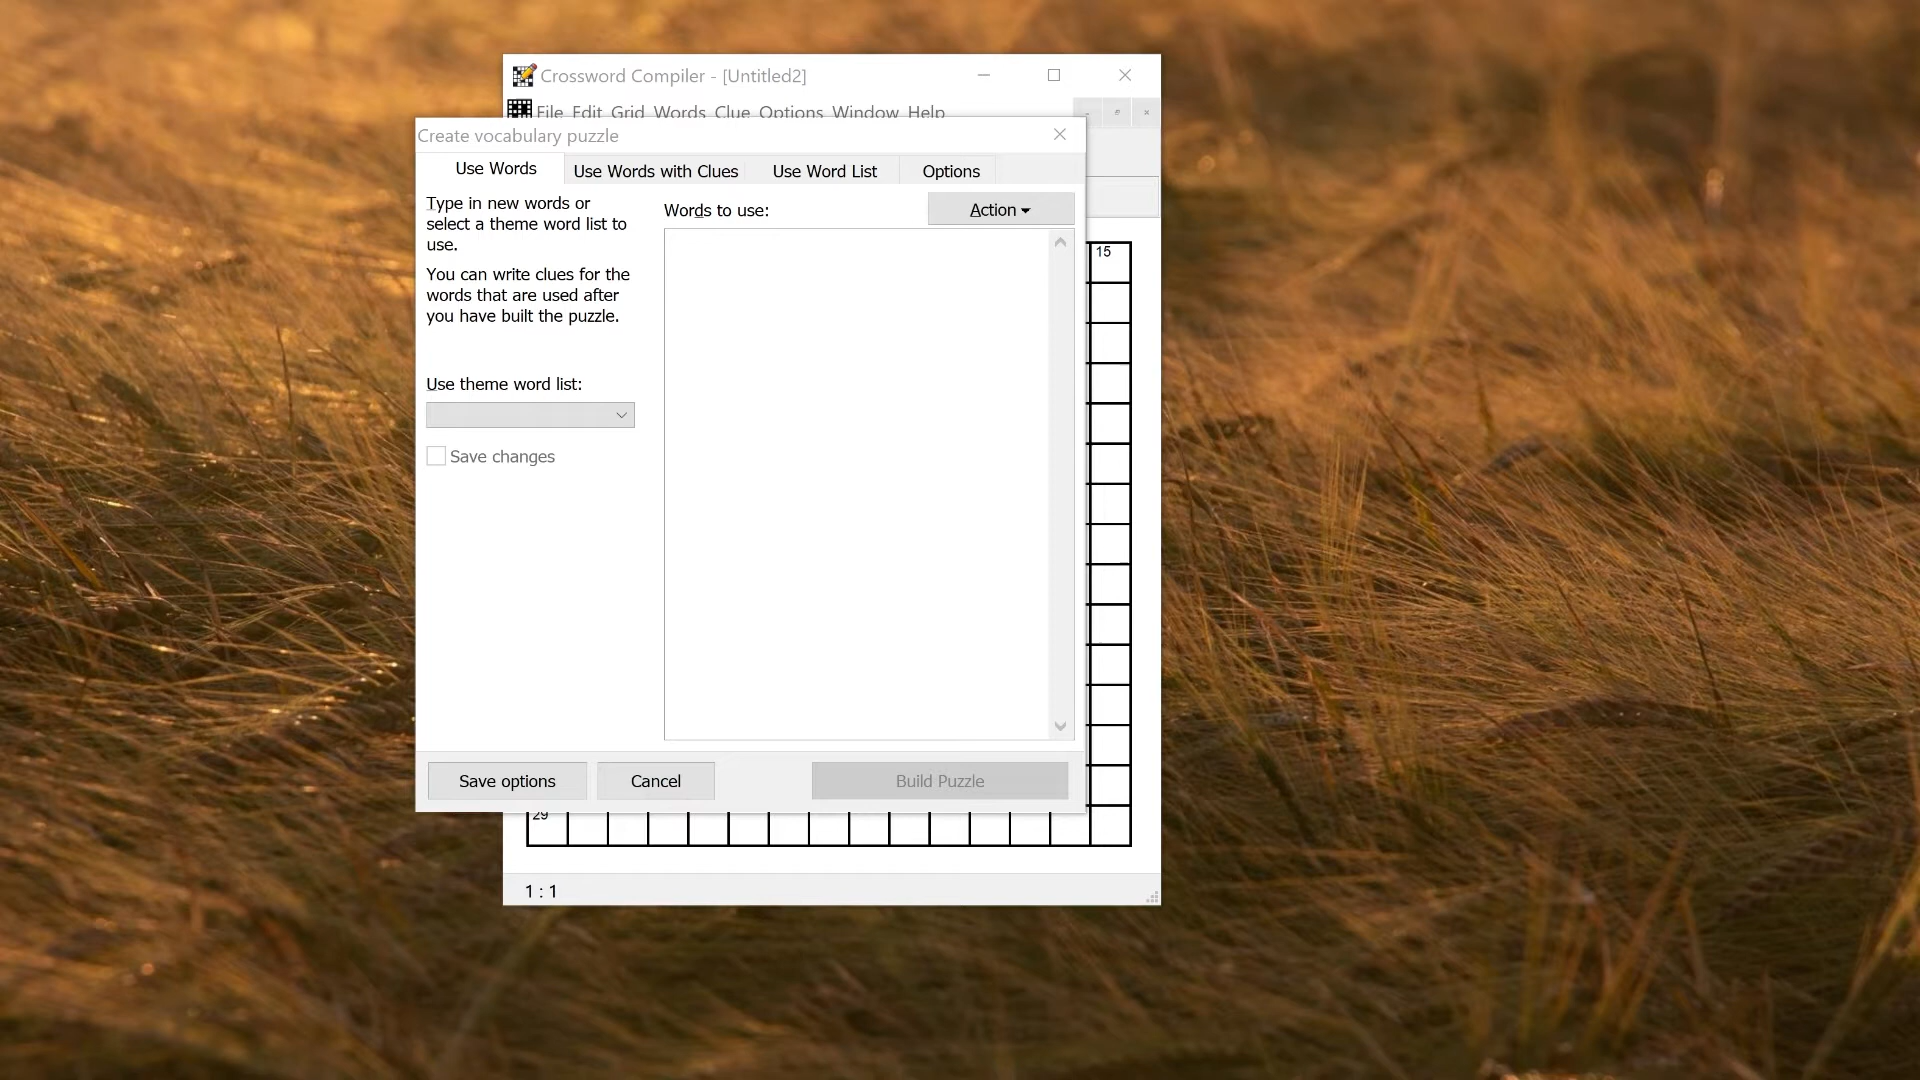 Crossword Compiler - [Untitled2]
File Edit Grid Words Clue Options Window Help
Create vocabulary puzzle
Use Words
Use Words with Clues
Use Word List
Options
Type in new words or
select a theme word list to
use.
You can write clues for the
words that are used after
you have built the puzzle.
Use theme word list:
Save changes
Words to use:
Action
15
Save options
Cancel
Build Puzzle
29
1 : 1